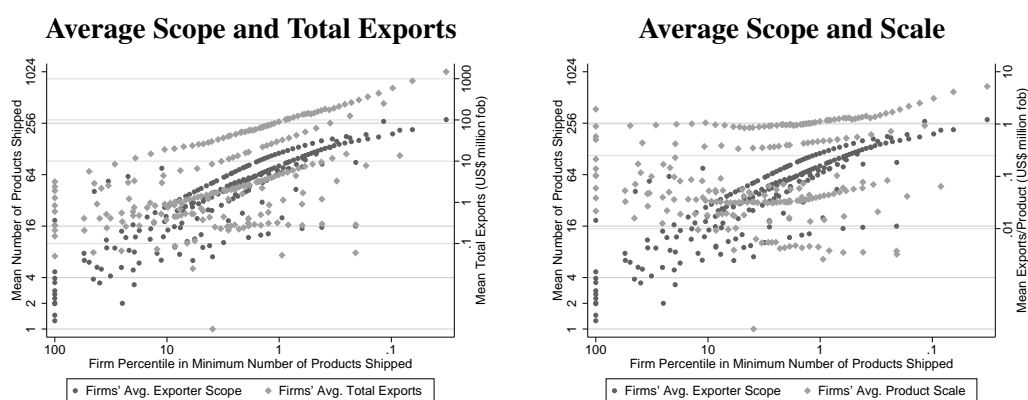 Average Scope and Total Exports
Mean Number of Products Shipped
1024
256
64
16
4
2
1
1000
100
10
1
.1
Mean Total Exports (US$ million fob)
100
10
1
.1
Firm Percentile in Minimum Number of Products Shipped
Firms' Avg. Exporter Scope
Firms' Avg. Total Exports
Average Scope and Scale
Mean Number of Products Shipped
1024
256
64
16
4
2
1
10
1
.1
.01
Mean Exports/Product (US$ million fob)
100
10
1
.1
Firm Percentile in Minimum Number of Products Shipped
Firms' Avg. Exporter Scope
Firms' Avg. Product Scale